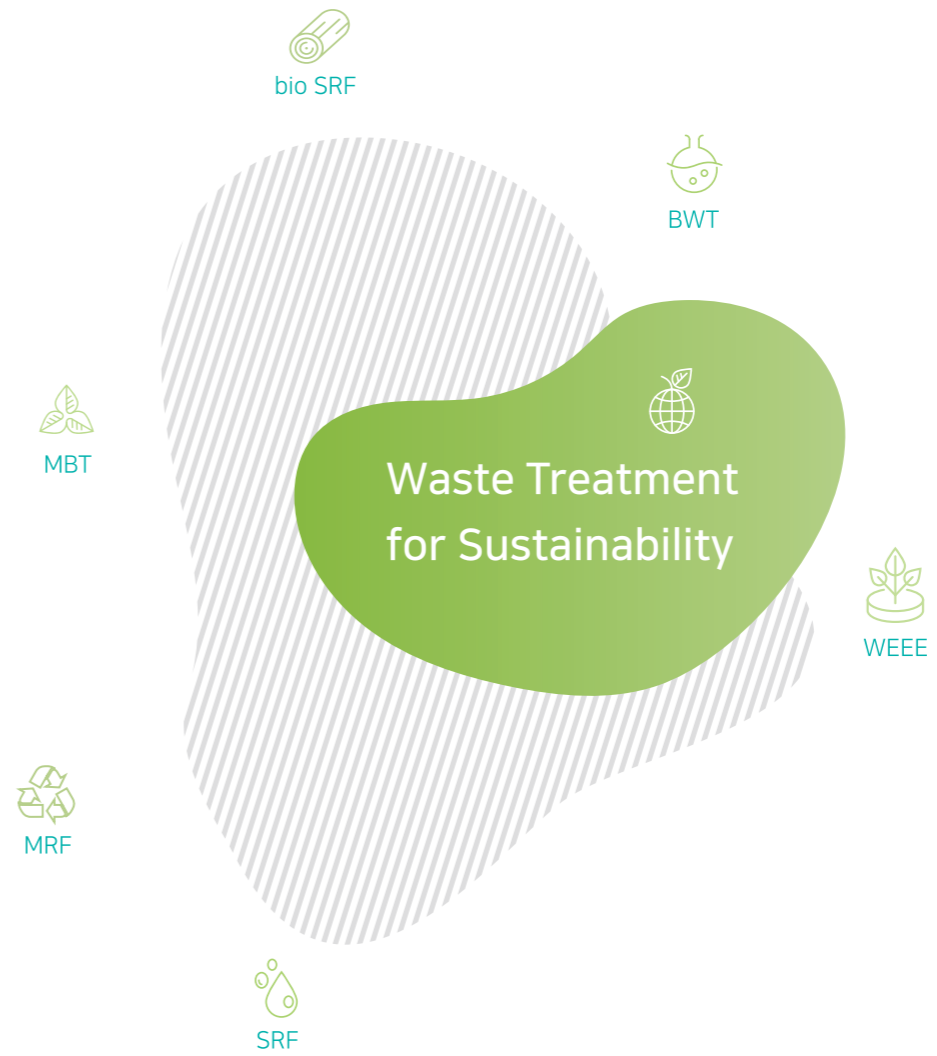 bio SRF
BWT
MBT
Waste Treatment
for Sustainability
WEEE
MRF
SRF